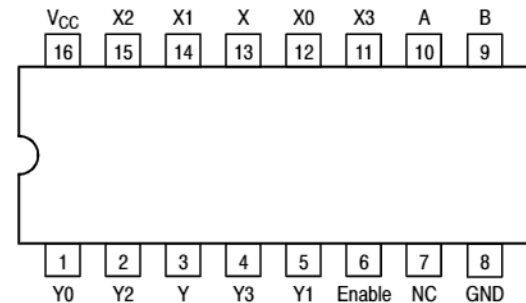 VCC X2 X1 X X0 X3 A B
16 15 14 13 12 11 10 9
1 2 3 4 5 6 7 8
Y0 Y2 Y Y3 Y1 Enable NC GND